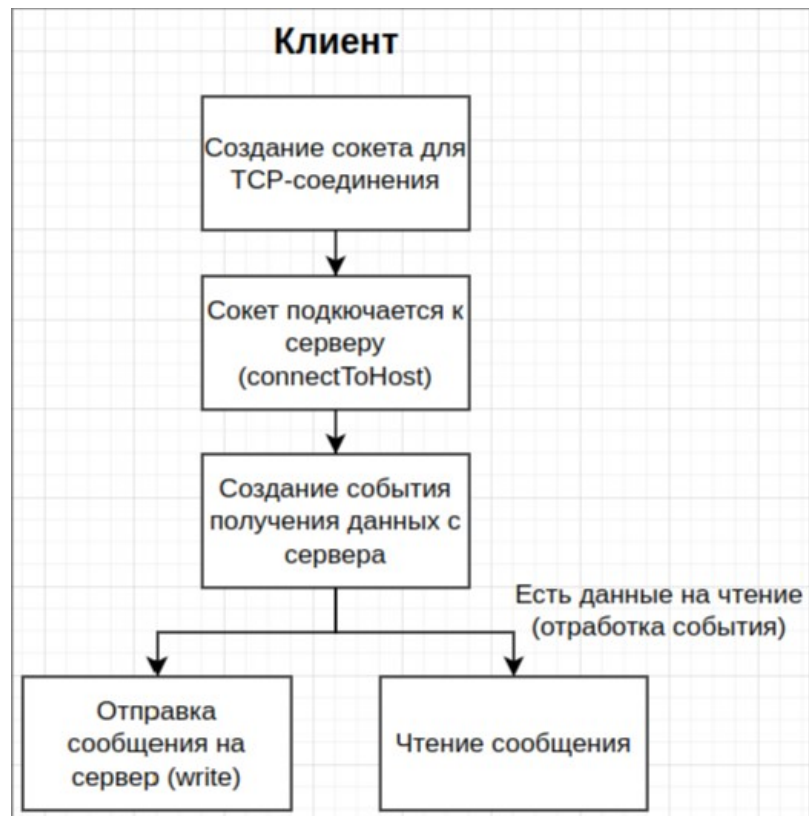 Клиент
Создание сокета для
TCP-соединения
Сокет подкючается к
серверу
(connectToHost)
Создание события
получения данных с
сервера
Есть данные на чтение
(отработка события)
Отправка
сообщения на
сервер (write)
Чтение сообщения